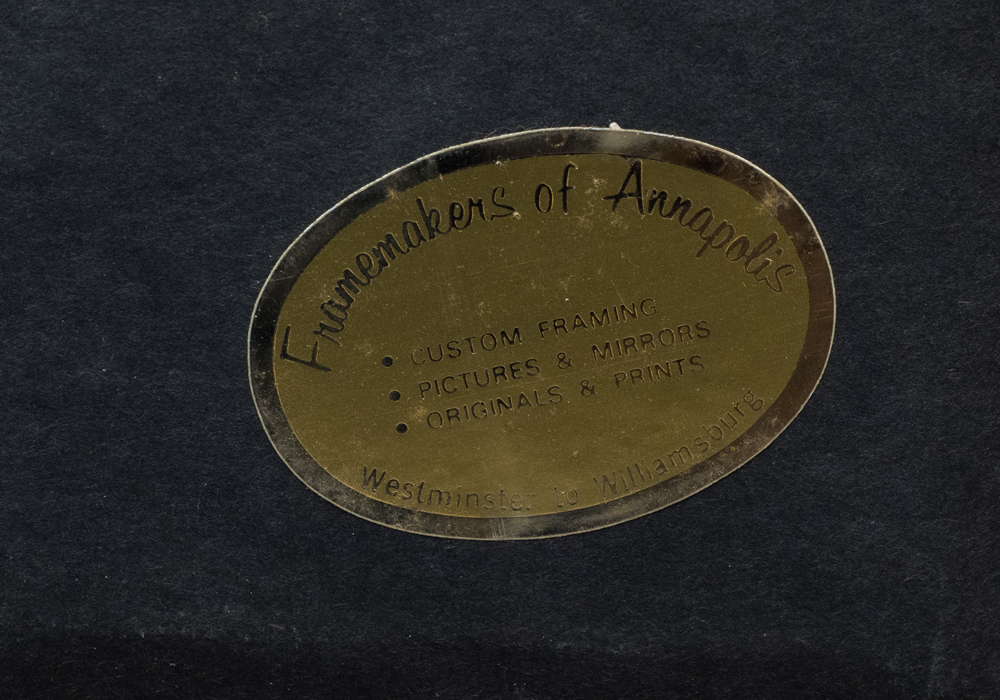 Framemakers of Annapolis
• CUSTOM FRAMING
• PICTURES & MIRRORS
• ORIGINALS & PRINTS
Westminster to Williamsburg